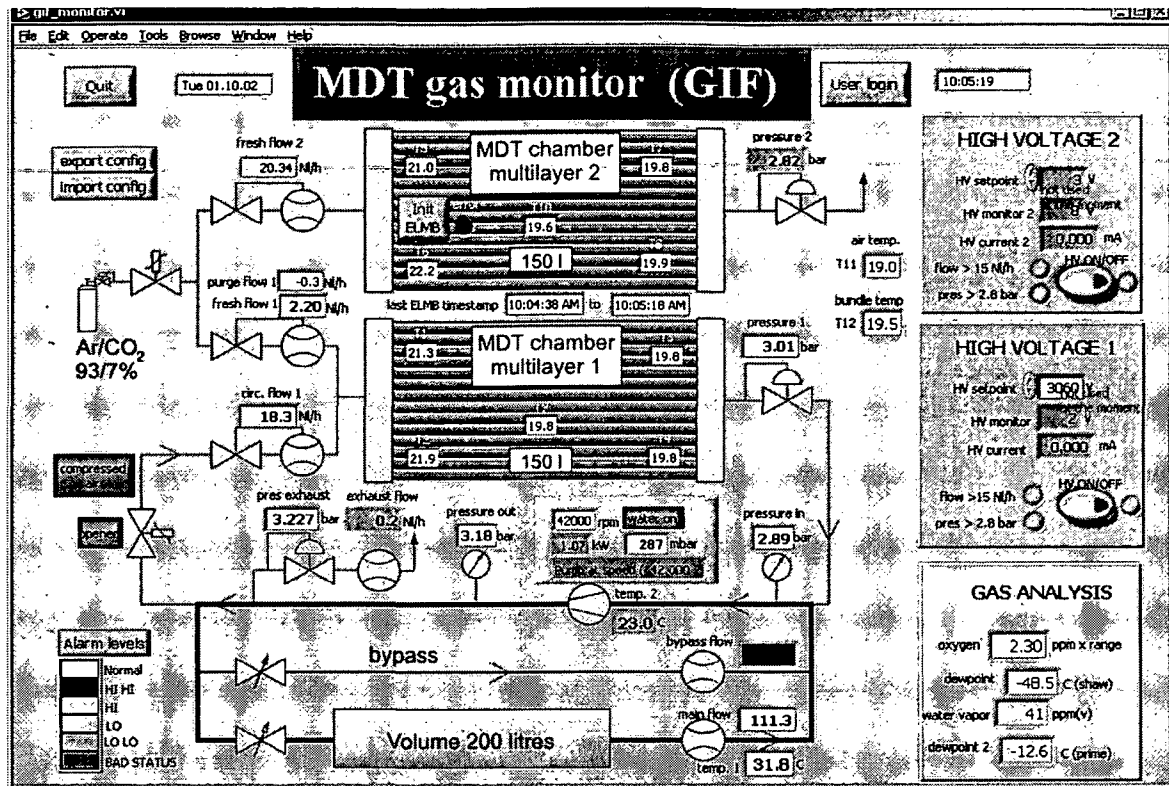 gif_monitor.vi
File Edit Operate Tools Browse Window Help
Quit
Tue 01.10.02
MDT gas monitor (GIF)
User login
10:05:19
export config
import config
fresh flow 2
20.34 Nl/h
21.0
MDT chamber
multilayer 2
19.8
Init
ELMB
19.6
22.2
150 l
19.9
pressure 2
2.82 bar
air temp.
T11 19.0
bundle temp
T12 19.5
HIGH VOLTAGE 2
HV setpoint 3 V
not used
HV monitor 2
moment
HV current 2 0.000 mA
HV ON/OFF
flow > 15 Nl/h
pres > 2.8 bar
purge flow 1 -0.3 Nl/h
fresh flow 1
2.20 Nl/h
last ELMB timestamp 10:04:38 AM to 10:05:18 AM
Ar/CO2
93/7%
21.3
MDT chamber
multilayer 1
19.8
19.8
21.9
150 l
19.8
pressure 1
3.01 bar
HIGH VOLTAGE 1
HV setpoint 3060
the moment
HV monitor
HV current 0.000 mA
HV ON/OFF
flow >15 Nl/h
pres > 2.8 bar
circ. flow 1
18.3 Nl/h
compressed
opened
pres exhaust
3.227 bar
exhaust flow
0.2 Nl/h
pressure out
3.18 bar
42000 rpm water on
1.07 kW 287 mbar
pressure in
2.89 bar
temp. 2
23.0 C
bypass
bypass flow
main flow
111.3
Volume 200 litres
temp. 1 31.8 C
Alarm levels
Normal
HI HI
HI
LO
LO LO
BAD STATUS
GAS ANALYSIS
oxygen 2.30 ppm x range
dewpoint -48.5 C (shaw)
water vapor 41 ppm(v)
dewpoint 2 -12.6 C (prime)